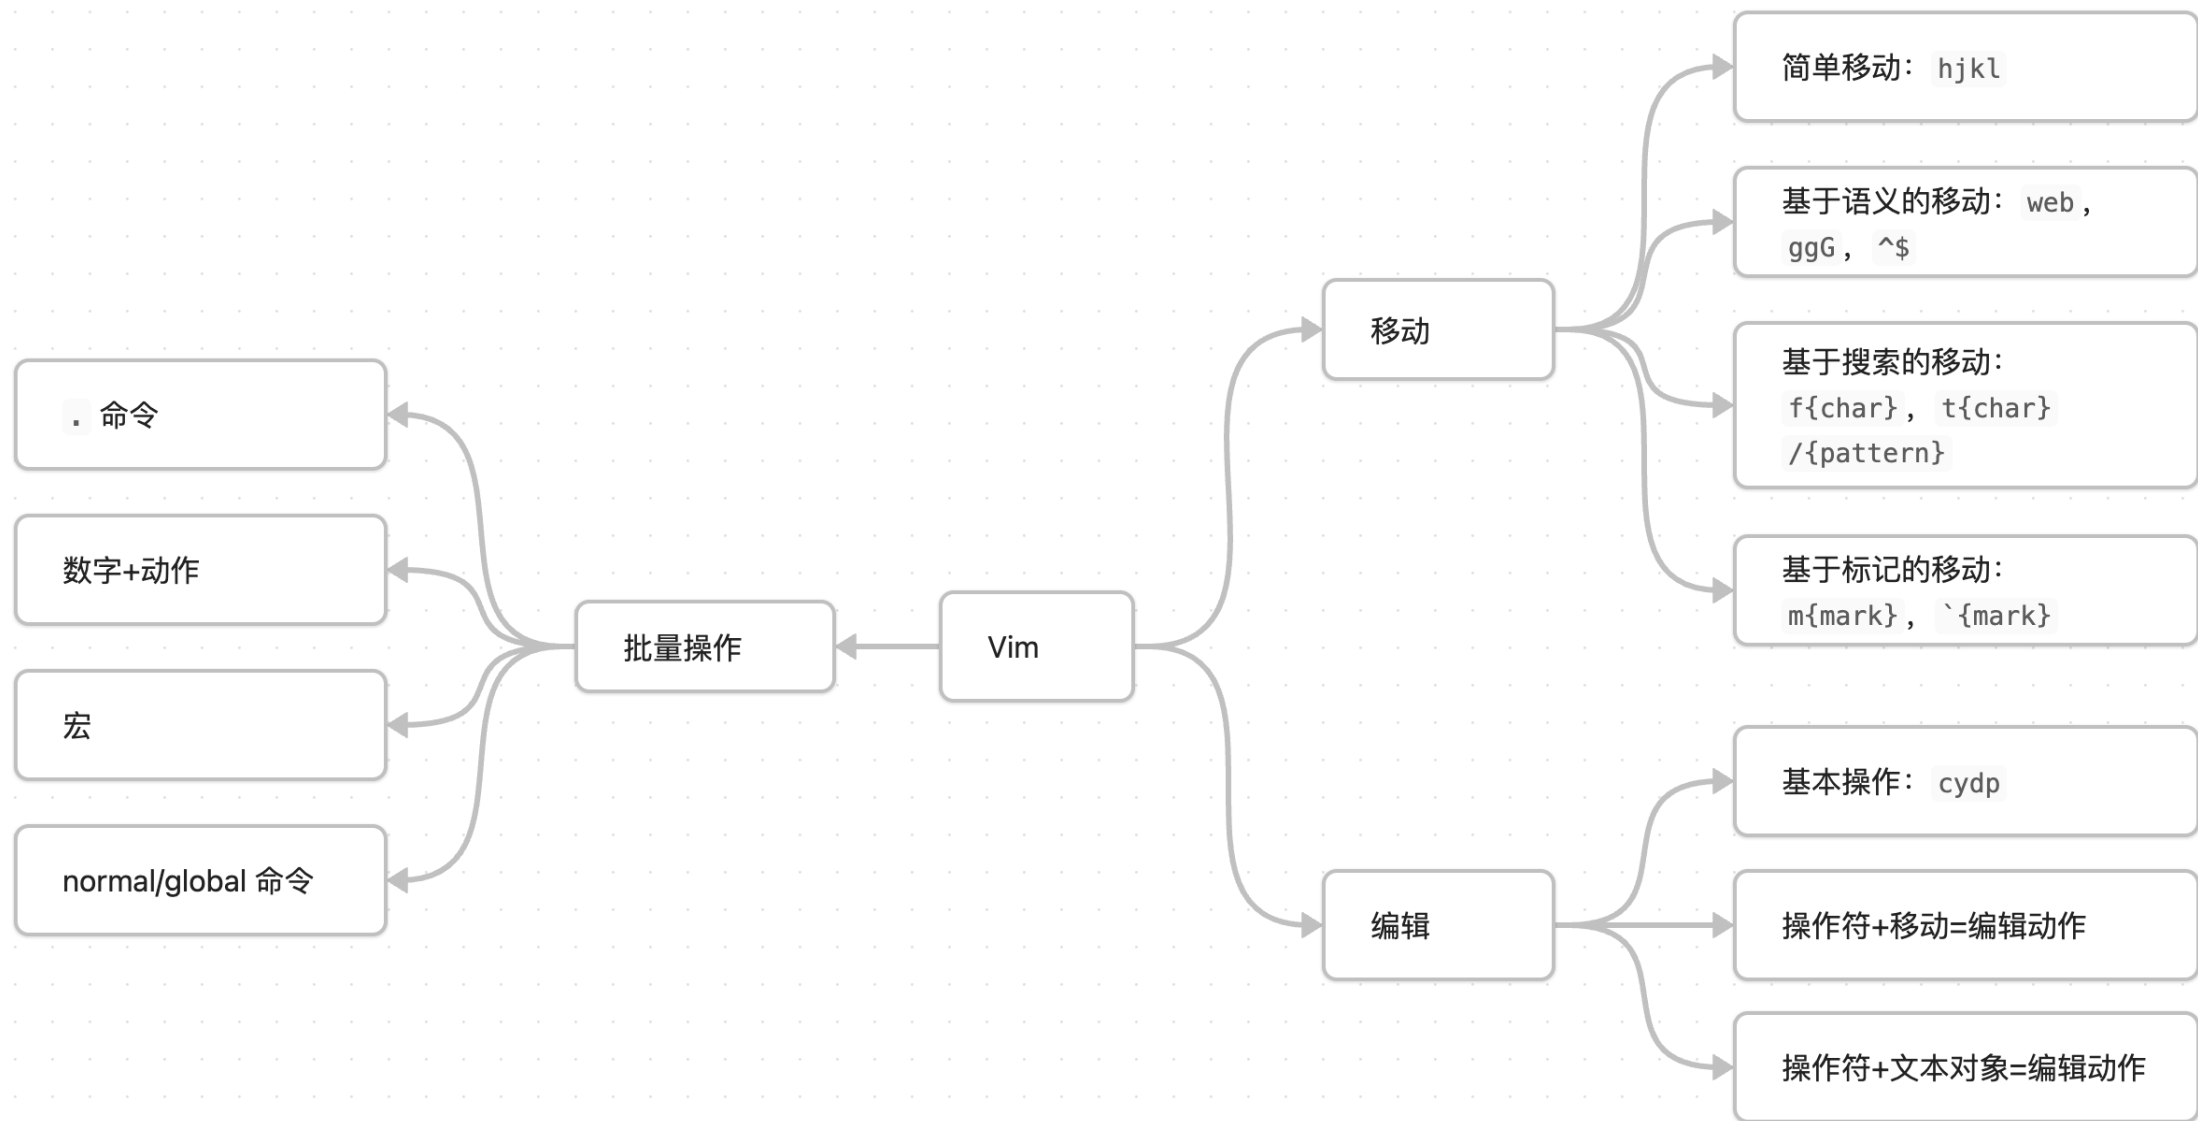 简单移动：hjkl
基于语义的移动：web，
ggG，^$
基于搜索的移动：
f{char}，t{char}
/{pattern}
基于标记的移动：
m{mark}，`{mark}
移动
. 命令
数字+动作
宏
normal/global 命令
批量操作
Vim
编辑
基本操作：cydp
操作符+移动=编辑动作
操作符+文本对象=编辑动作